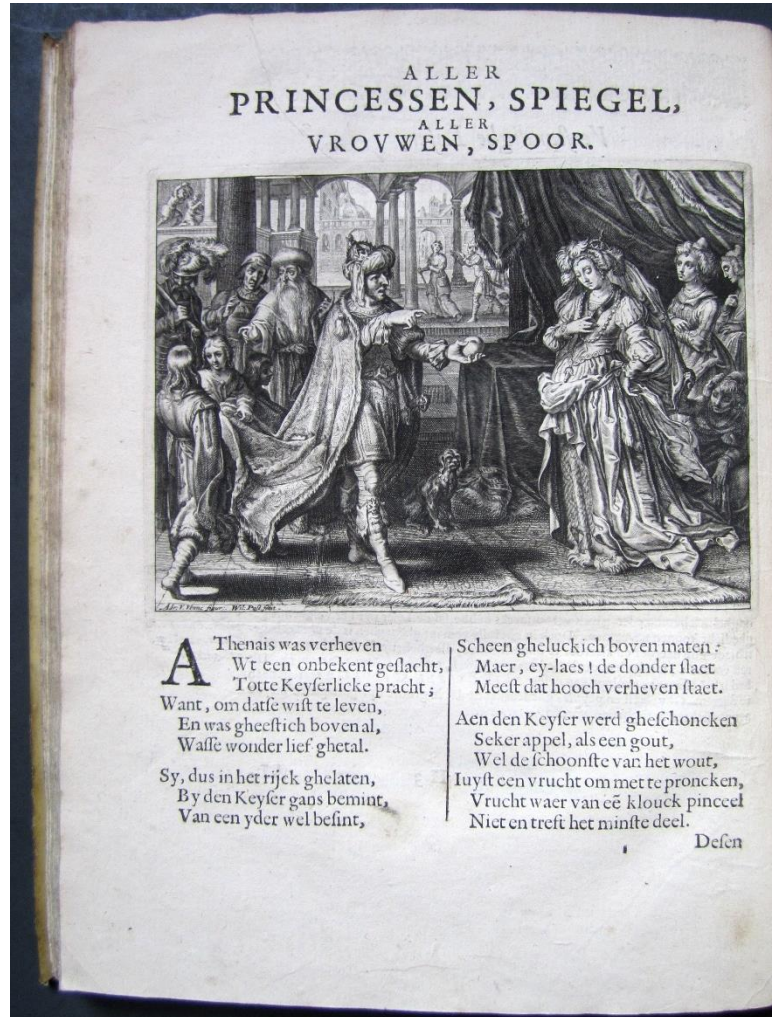 ALLER
PRINCESSEN, SPIEGEL,
ALLER
VROVWEN, SPOOR.
AThenais was verheven
Wt een onbekent geſlacht,
Totte Keyſerlicke pracht;
Want, om datſe wiſt te leven,
En was gheeſtich boven al,
Waſſe wonder lief ghetal.
Sy, dus in het rijck ghelaten,
By den Keyſer gans bemint,
Van een yder wel beſint,
Scheen gheluckich boven maten:
Maer, ey-laes! de donder ſlaet
Meeſt dat hooch verheven ſtaet.
Aen den Keyſer werd gheſchoncken
Seker appel, als een gout,
Wel de ſchoonſte van het wout,
Iuyſt een vrucht om met te proncken,
Vrucht waer van eẽ klouck pinceel
Niet en treft het minſte deel.
Deſen